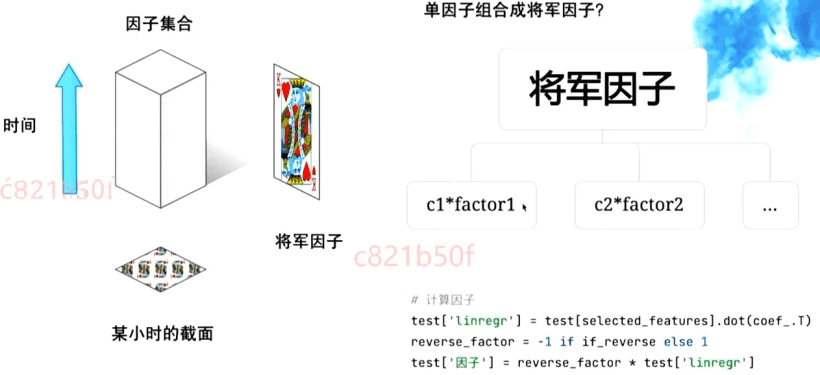 因子集合
时间
将军因子
某小时的截面
单因子组合成将军因子?
将军因子
c1*factor1
c2*factor2
...
# 计算因子
test['linregr'] = test[selected_features].dot(coef_.T)
reverse_factor = -1 if if_reverse else 1
test['因子'] = reverse_factor * test['linregr']
c821b50f
c821b50f
K
K